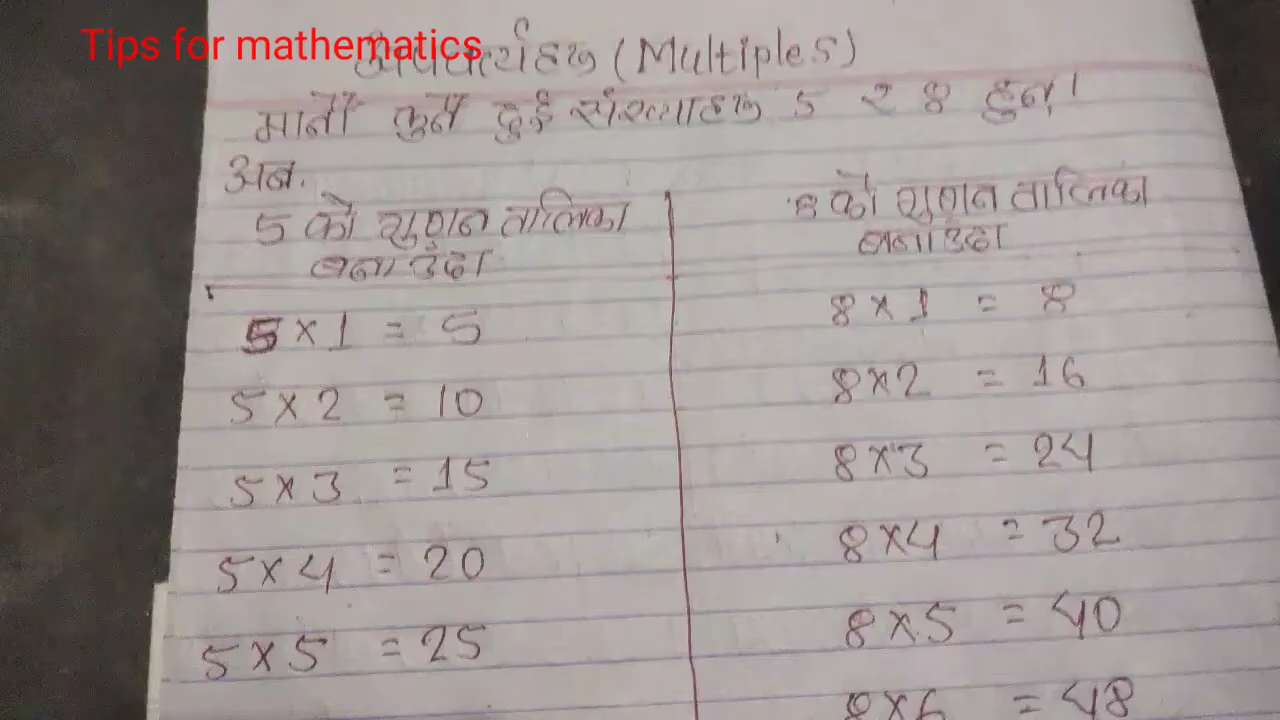 Tips for mathematics
अपवर्त्यहरू (Multiples)
मानौँ कुनै दुई संख्याहरू 5 र 8 हुन्।
अब,
5 को गुणन तालिका
बनाउँदा
5 × 1 = 5
5 × 2 = 10
5 × 3 = 15
5 × 4 = 20
5 × 5 = 25
8 को गुणन तालिका
बनाउँदा
8 × 1 = 8
8 × 2 = 16
8 × 3 = 24
8 × 4 = 32
8 × 5 = 40
8 × 6 = 48